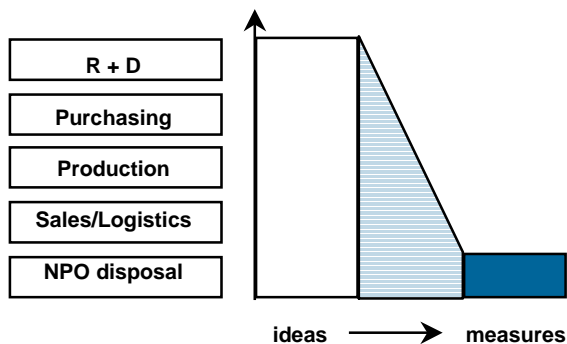 R + D
Purchasing
Production
Sales/Logistics
NPO disposal
ideas
measures